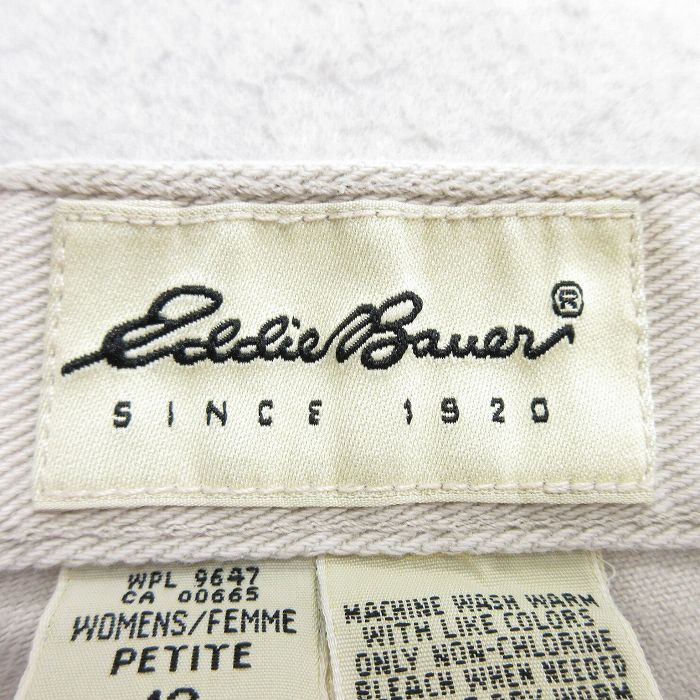 Eddie Bauer®
SINCE 1920
WPL 9647
CA 00665
WOMENS/FEMME
PETITE
MACHINE WASH WARM
WITH LIKE COLORS
ONLY NON-CHLORINE
BLEACH WHEN NEEDED